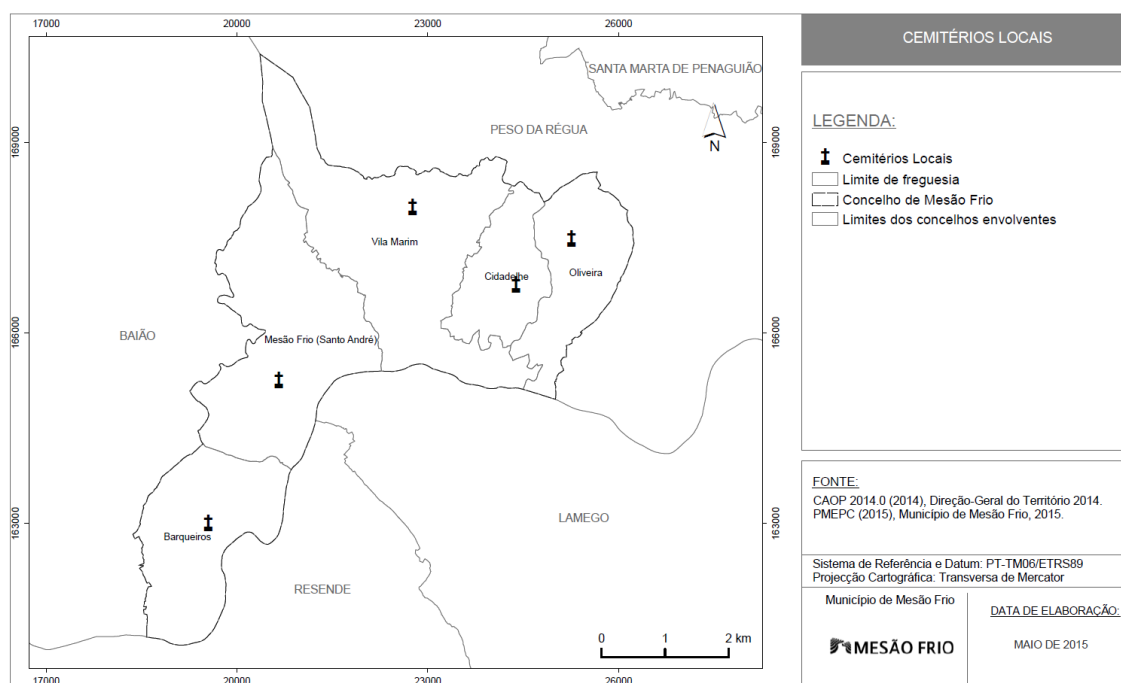 17000
20000
23000
26000
169000
166000
163000
169000
166000
163000
SANTA MARTA DE PENAGUIÃO
PESO DA RÉGUA
N
Vila Marim
Cidadelhe
Oliveira
BAIÃO
Mesão Frio (Santo André)
LAMEGO
Barqueiros
RESENDE
0 1 2 km
17000
20000
23000
26000
CEMITÉRIOS LOCAIS
LEGENDA:
Cemitérios Locais
Limite de freguesia
Concelho de Mesão Frio
Limites dos concelhos envolventes
FONTE:
CAOP 2014.0 (2014), Direção-Geral do Território 2014.
PMEPC (2015), Município de Mesão Frio, 2015.
Sistema de Referência e Datum: PT-TM06/ETRS89
Projecção Cartográfica: Transversa de Mercator
Município de Mesão Frio
MESÃO FRIO
DATA DE ELABORAÇÃO:
MAIO DE 2015